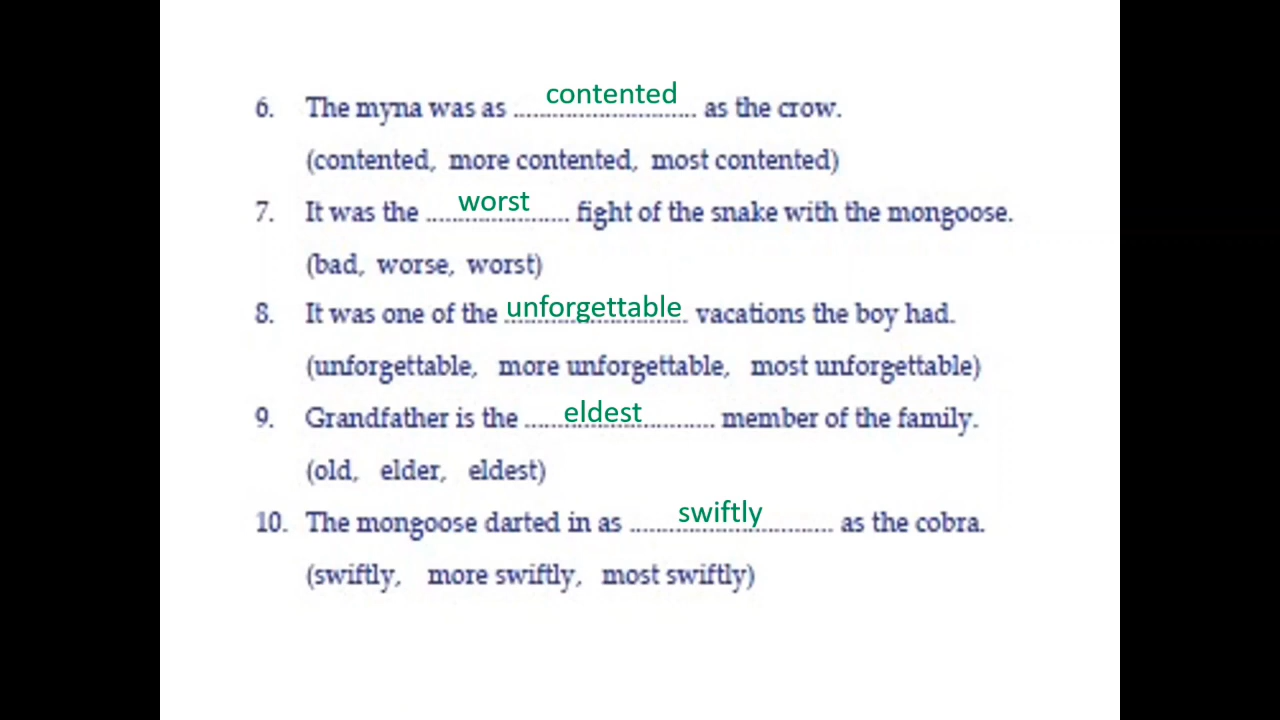 6. The myna was as contented as the crow.
(contented, more contented, most contented)
7. It was the worst fight of the snake with the mongoose.
(bad, worse, worst)
8. It was one of the unforgettable vacations the boy had.
(unforgettable, more unforgettable, most unforgettable)
9. Grandfather is the eldest member of the family.
(old, elder, eldest)
10. The mongoose darted in as swiftly as the cobra.
(swiftly, more swiftly, most swiftly)